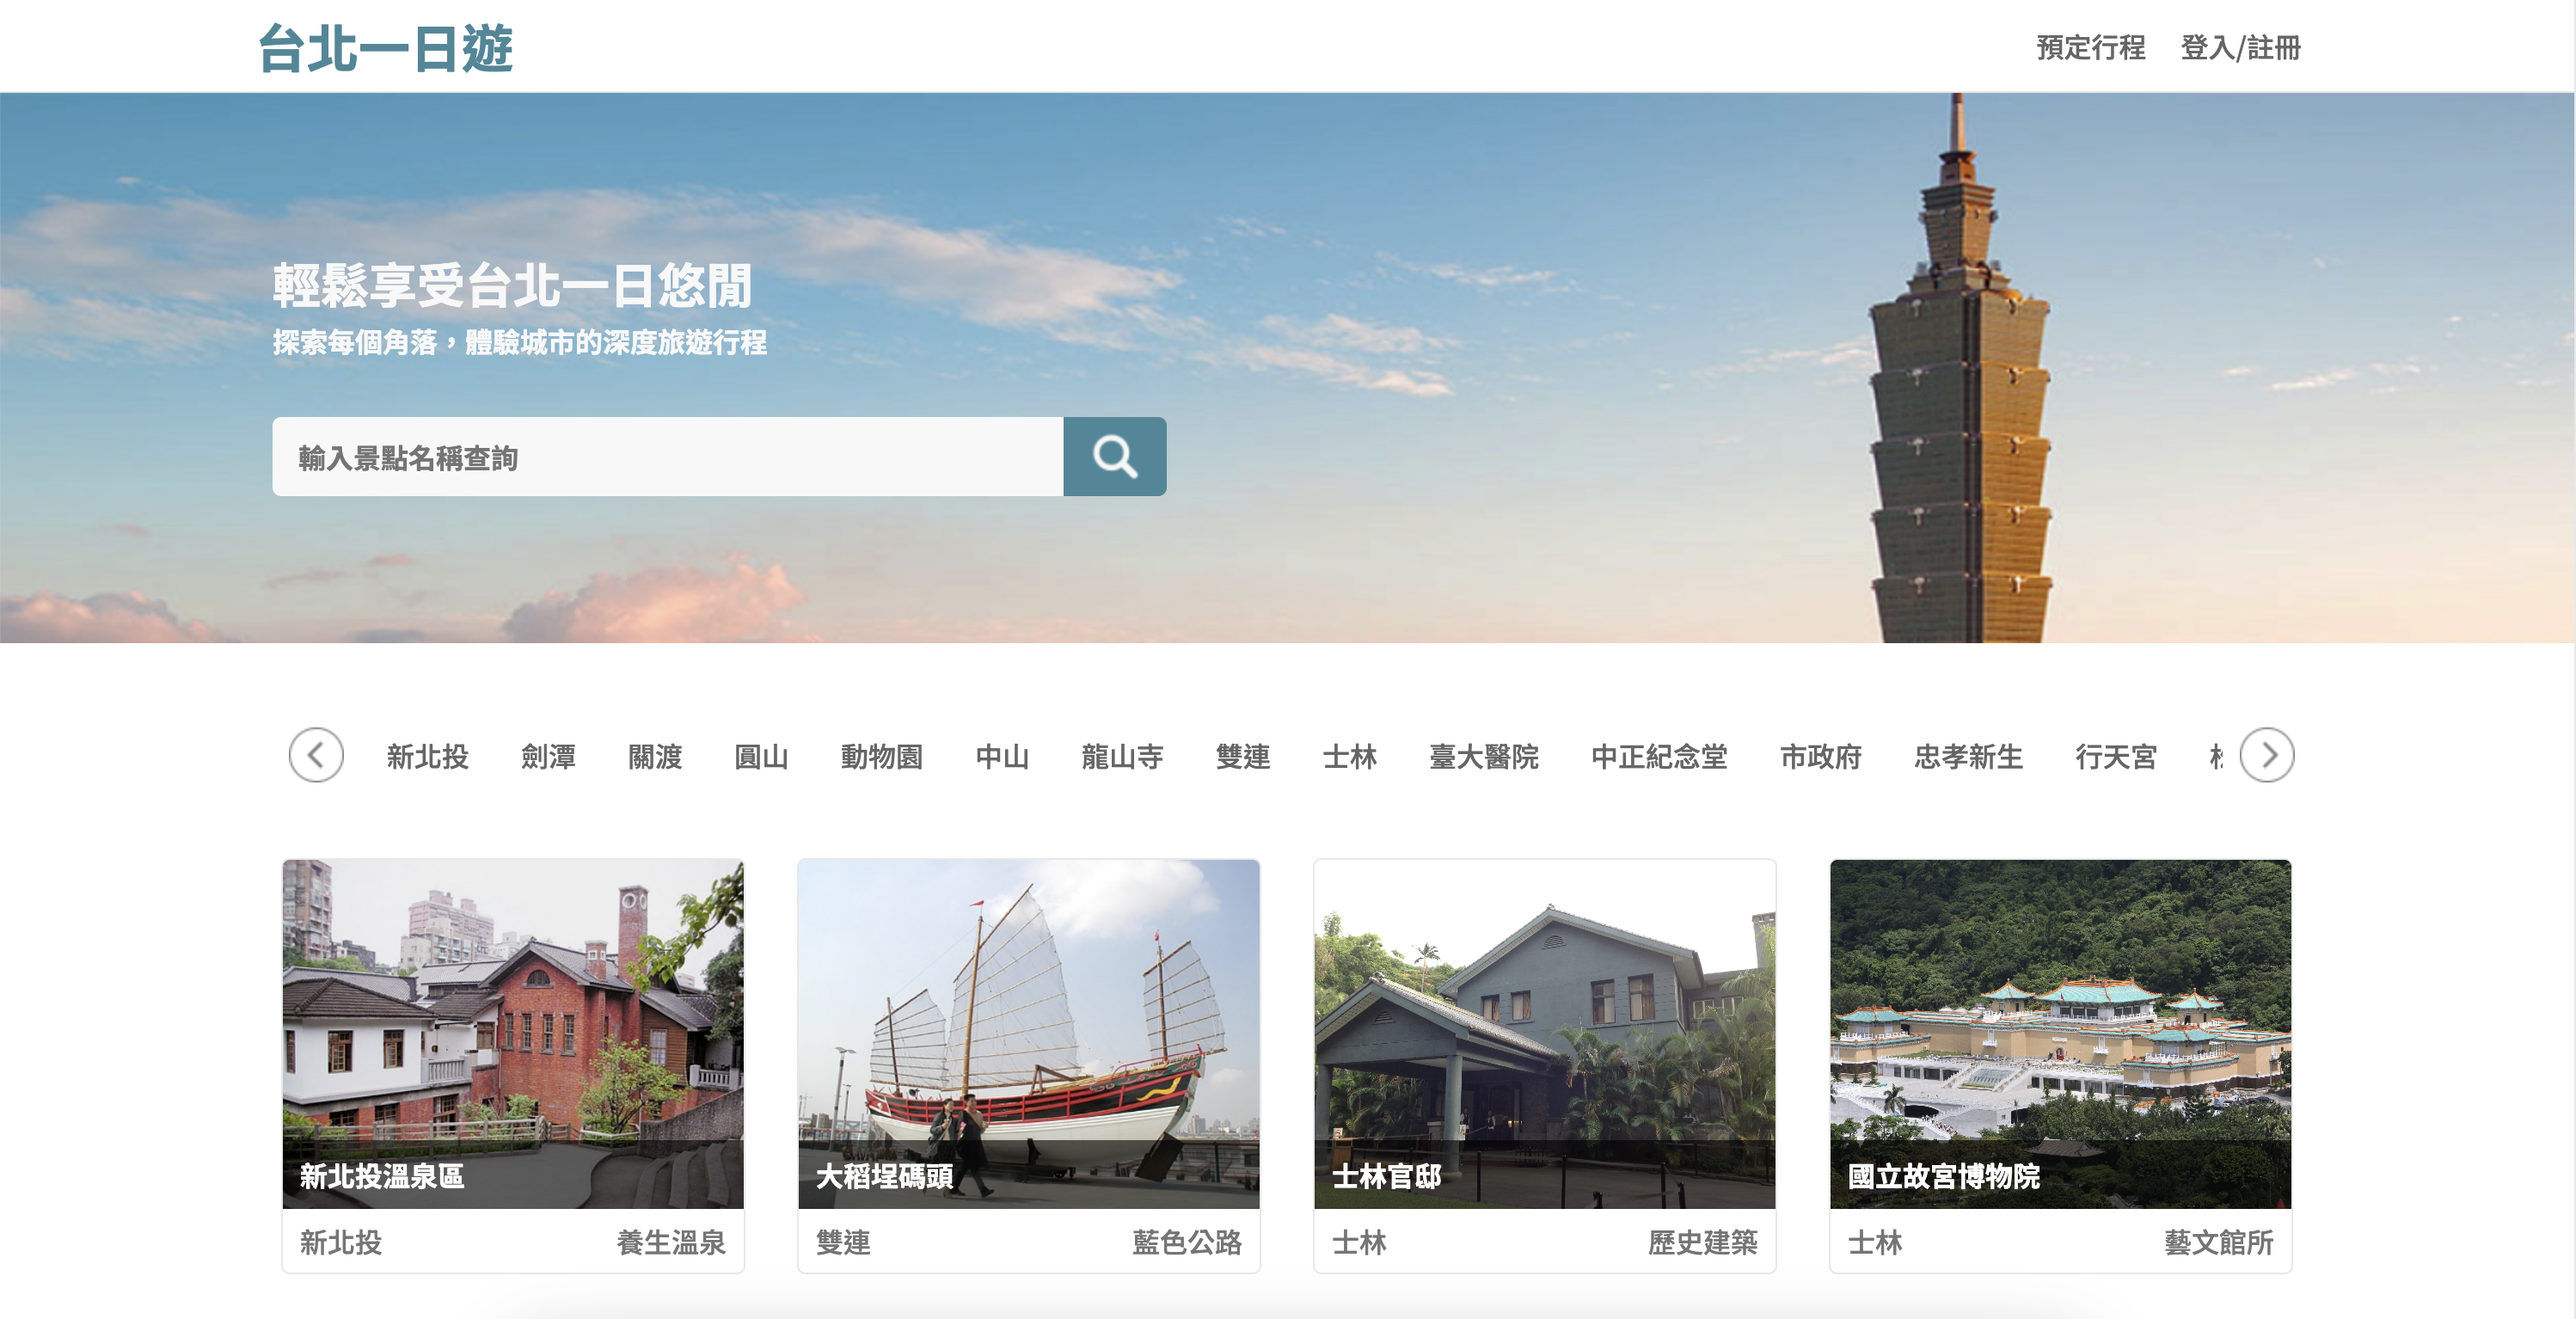 台北一日遊
預定行程 登入/註冊
輕鬆享受台北一日悠閒
探索每個角落，體驗城市的深度旅遊行程
輸入景點名稱查詢
新北投 劍潭 關渡 圓山 動物園 中山 龍山寺 雙連 士林 臺大醫院 中正紀念堂 市政府 忠孝新生 行天宮
新北投溫泉區
新北投 養生溫泉
大稻埕碼頭
雙連 藍色公路
士林官邸
士林 歷史建築
國立故宮博物院
士林 藝文館所